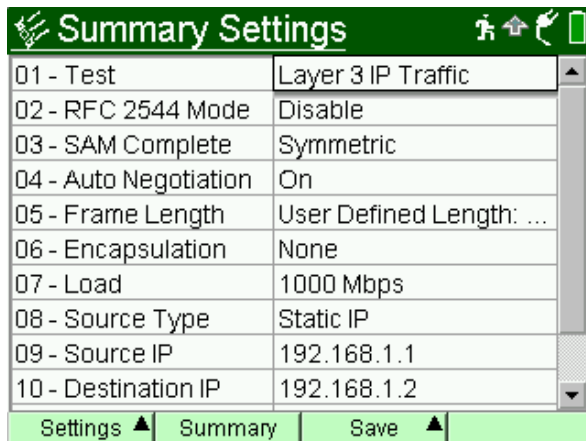 Summary Settings
01 - Test Layer 3 IP Traffic
02 - RFC 2544 Mode Disable
03 - SAM Complete Symmetric
04 - Auto Negotiation On
05 - Frame Length User Defined Length: ...
06 - Encapsulation None
07 - Load 1000 Mbps
08 - Source Type Static IP
09 - Source IP 192.168.1.1
10 - Destination IP 192.168.1.2
Settings Summary Save